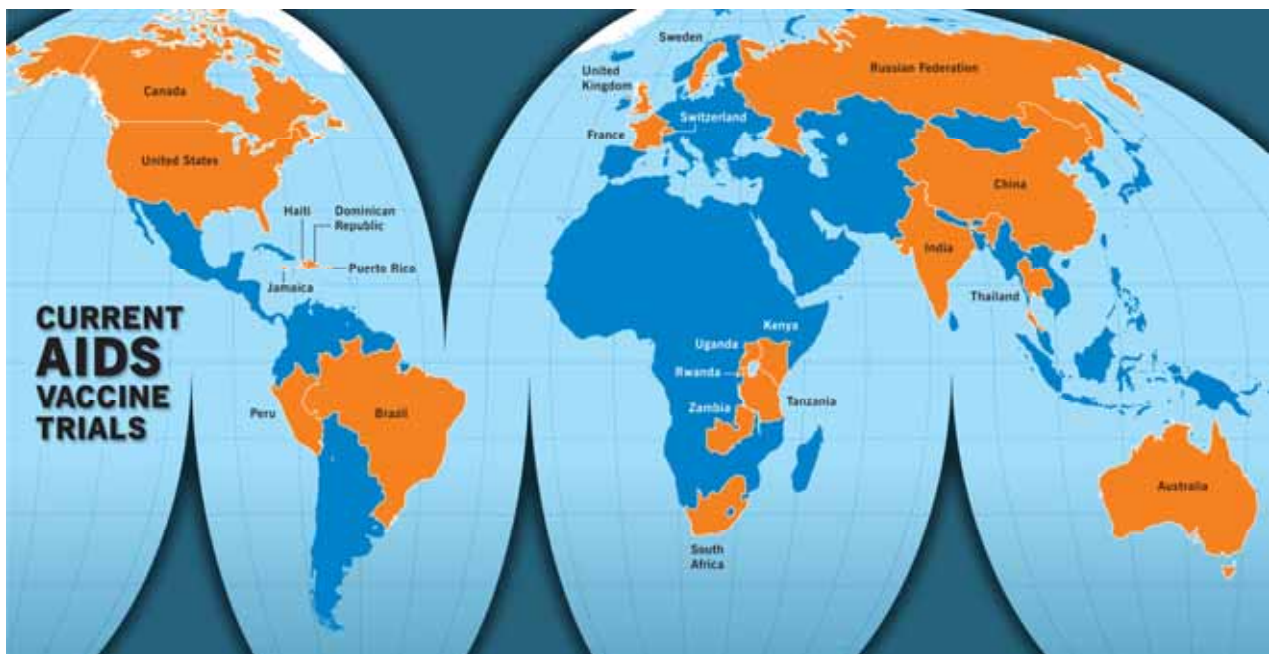 Sweden
United
Kingdom
Russian Federation
Canada
Switzerland
France
United States
China
Haiti
Dominican
Republic
India
Puerto Rico
Jamaica
Thailand
CURRENT
AIDS
VACCINE
TRIALS
Kenya
Uganda
Rwanda
Tanzania
Zambia
Peru
Brazil
Australia
South
Africa